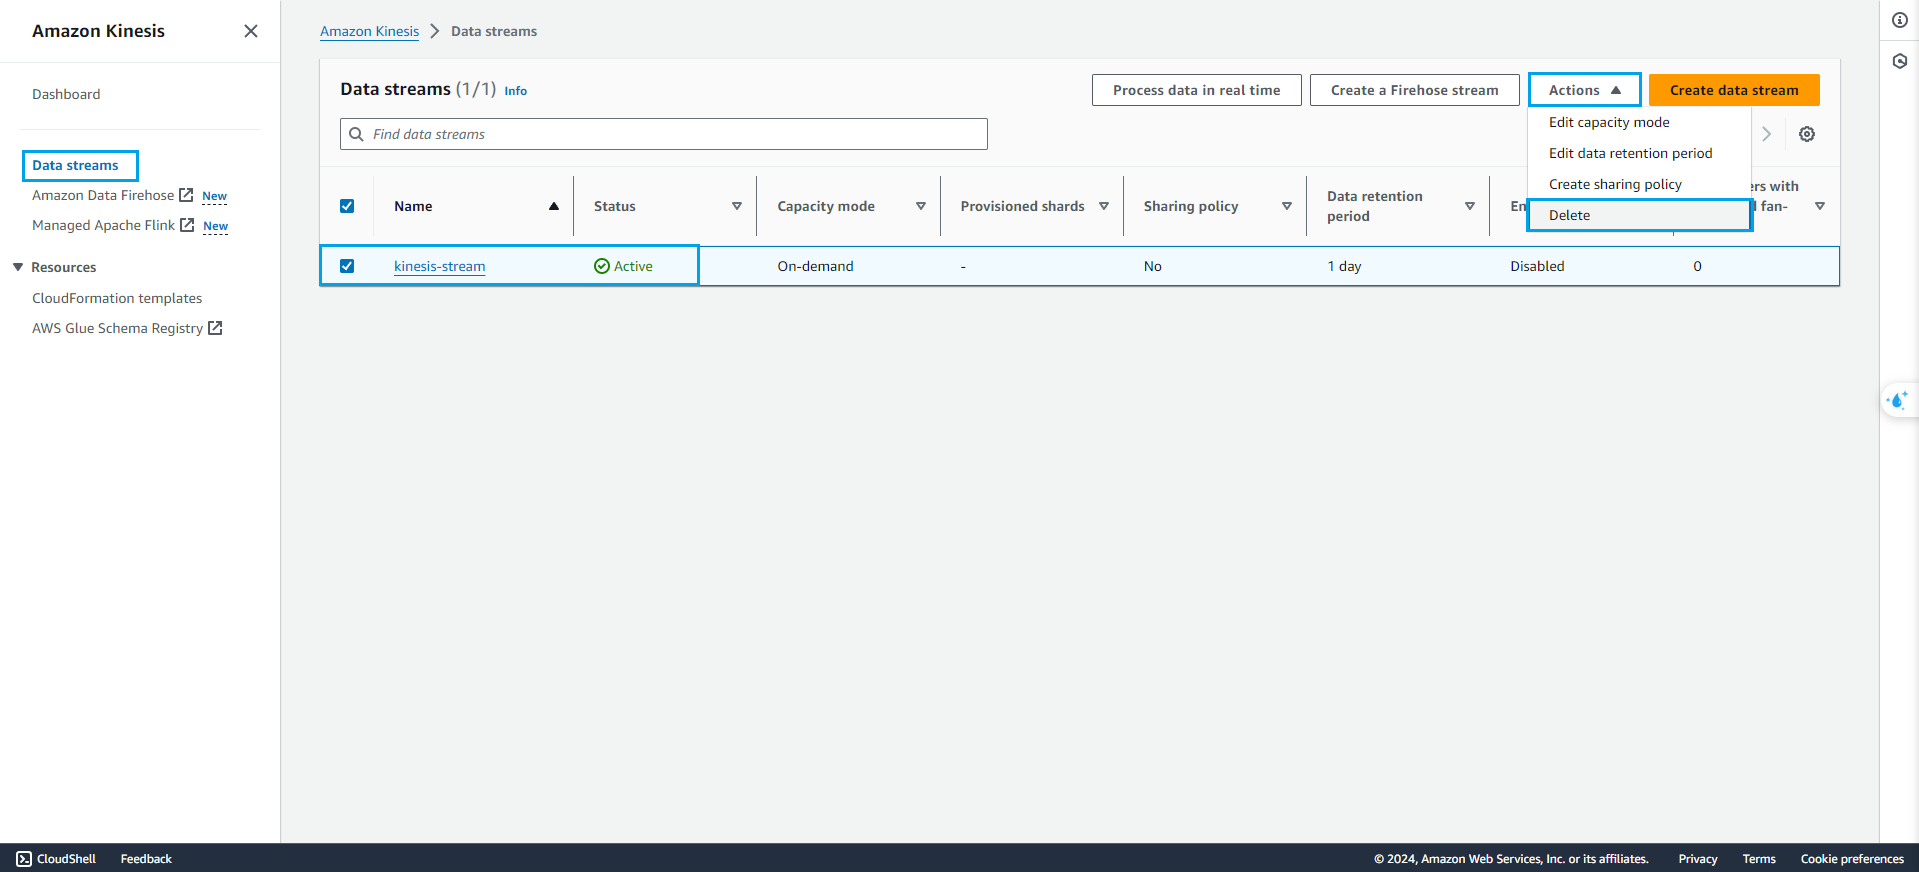 Amazon Kinesis
Dashboard
Data streams
Amazon Data Firehose New
Managed Apache Flink New
Resources
CloudFormation templates
AWS Glue Schema Registry
Amazon Kinesis Data streams
Data streams (1/1) Info
Process data in real time
Create a Firehose stream
Actions
Create data stream
Find data streams
Edit capacity mode
Edit data retention period
Create sharing policy
Delete
Name
Status
Capacity mode
Provisioned shards
Sharing policy
Data retention
period
En
ers with
fan-
kinesis-stream Active On-demand - No 1 day Disabled 0
CloudShell Feedback © 2024, Amazon Web Services, Inc. or its affiliates. Privacy Terms Cookie preferences